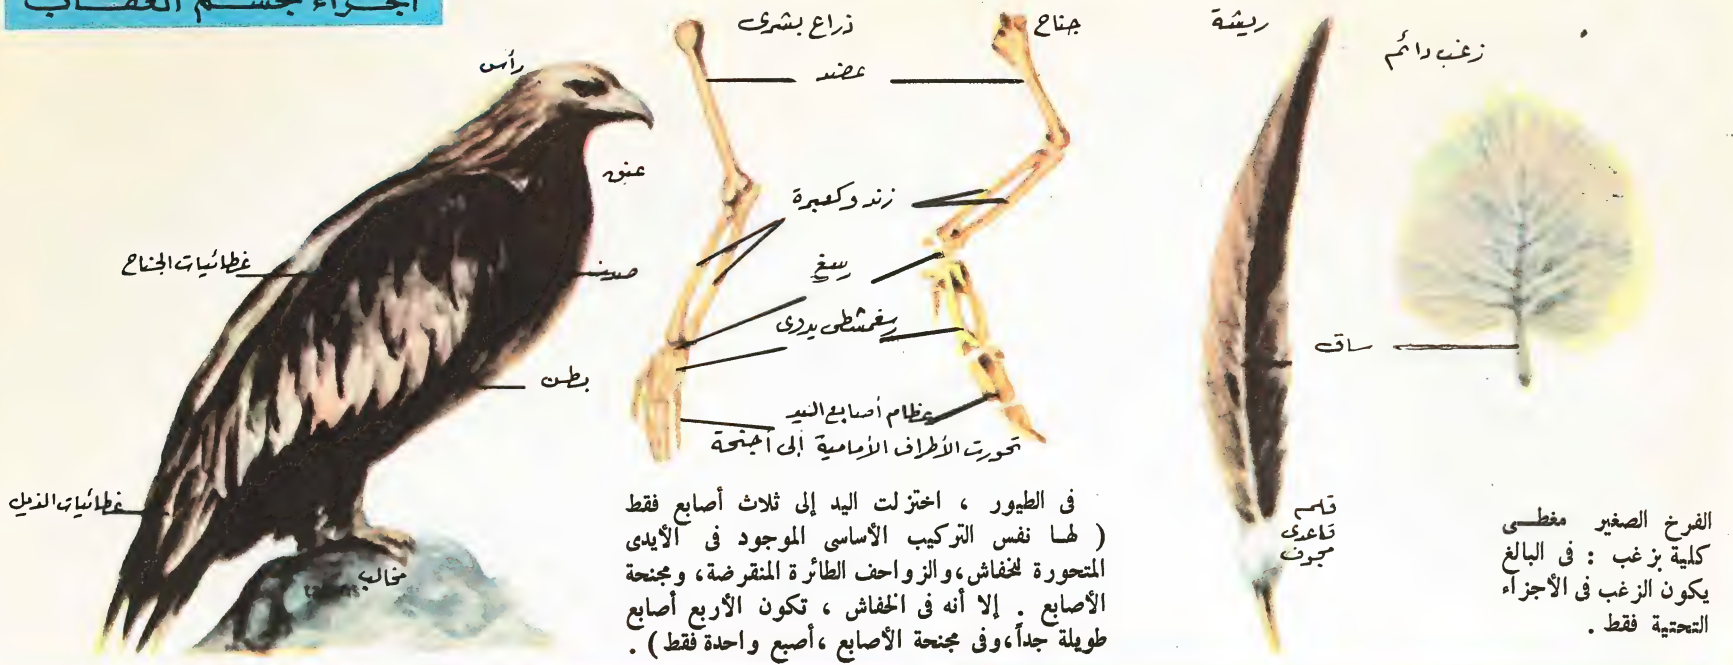 أجزاء بجسم العقاب
رأس
عنق
غطائيات الجناح
صدر
بطن
غطائيات الذيل
مخالب
ذراع بشرى
جناح
عضد
زند وكعبرة
رسغ
رسغمشطى يدوى
عظام أصابع اليد
تحورت الأطراف الأمامية إلى أجنحة
فى الطيور ، اختزلت اليد إلى ثلاث أصابع فقط
( لها نفس التركيب الأساسى الموجود فى الأيدى
المتحورة للخفاش، والزواحف الطائرة المنقرضة، ومجنحة
الأصابع . إلا أنه فى الخفاش ، تكون الأربع أصابع
طويلة جداً، وفى مجنحة الأصابع ، أصبع واحدة فقط ) .
ريشة
زغب دائم
ساق
قلم
قاعدى
مجوف
الفرخ الصغير مغطى
كلية بزغب : فى البالغ
يكون الزغب فى الأجزاء
التحتية فقط .